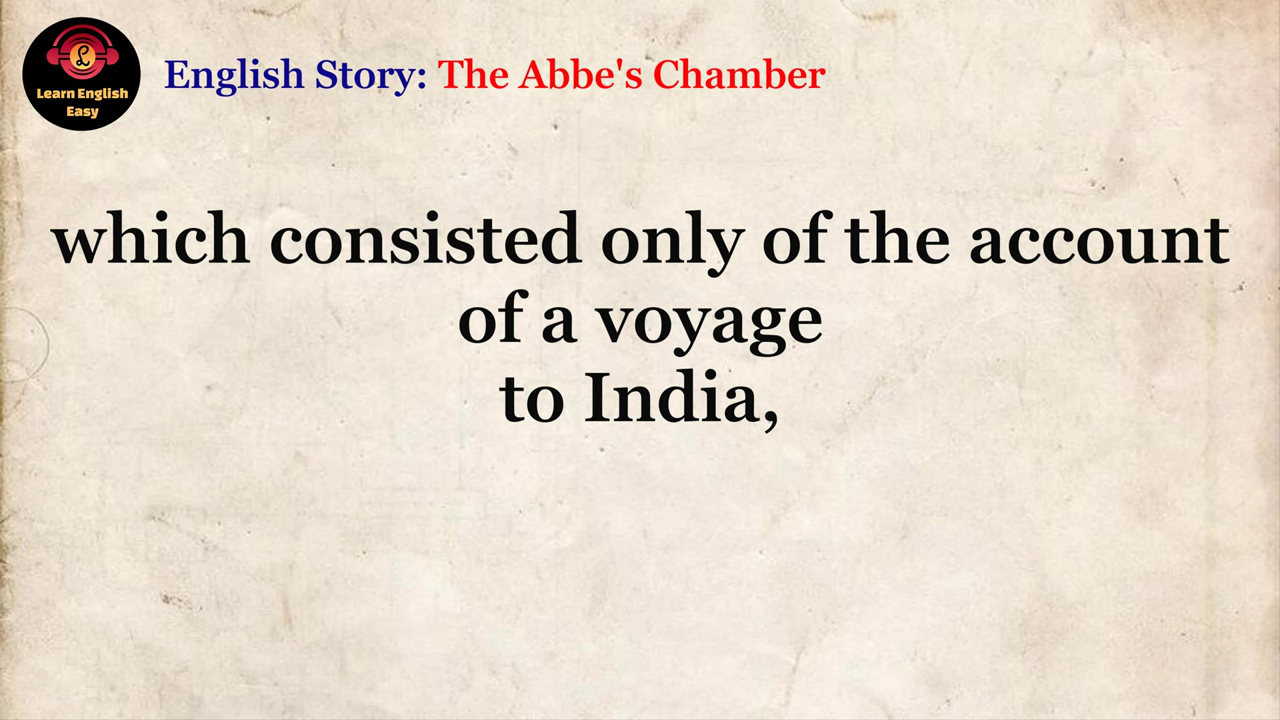 Learn English
Easy
English Story: The Abbe's Chamber
which consisted only of the account
of a voyage
to India,